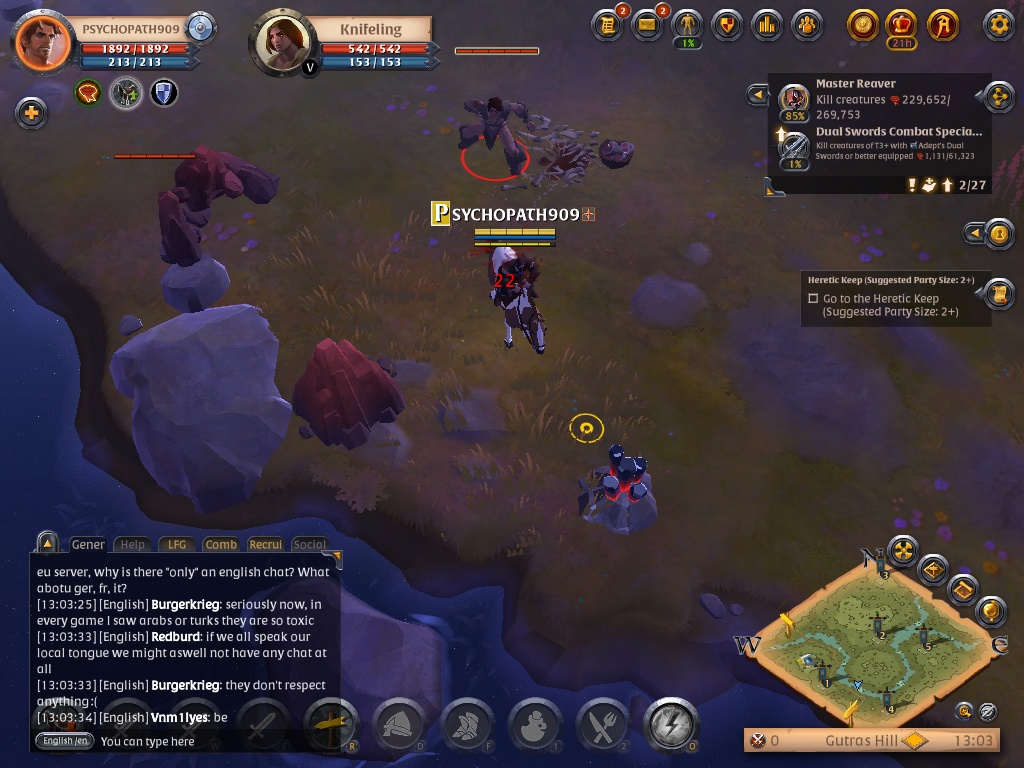 PSYCHOPATH909
1892 / 1892
213 / 213
Knifeling
542 / 542
153 / 153
V
2
2
1%
21h
Master Reaver
Kill creatures 229,652/
269,753
85%
Dual Swords Combat Specia...
Kill creatures of T3+ with Adept's Dual
Swords or better equipped 1,131/61,323
1%
2/27
PSYCHOPATH909
22
Heretic Keep (Suggested Party Size: 2+)
Go to the Heretic Keep
(Suggested Party Size: 2+)
Gener Help LFG Comb Recrui Social
eu server, why is there "only" an english chat? What
abotu ger, fr, it?
[13:03:25] [English] Burgerkrieg: seriously now, in
every game I saw arabs or turks they are so toxic
[13:03:33] [English] Redburd: if we all speak our
local tongue we might aswell not have any chat at
all
[13:03:33] [English] Burgerkrieg: they don't respect
anything:(
[13:03:34] [English] Vnm1lyes: be
English /en You can type here
R D F 1 2 O
N
W
E
3
2
5
1
4
0 Gutras Hill 13:03